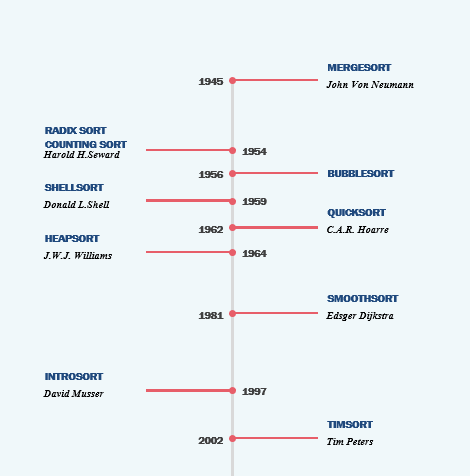 1945
MERGESORT
John Von Neumann
RADIX SORT
COUNTING SORT
Harold H.Seward
1954
1956
BUBBLESORT
SHELLSORT
Donald L.Shell
1959
QUICKSORT
C.A.R. Hoarre
1962
HEAPSORT
J.W.J. Williams
1964
SMOOTHSORT
Edsger Dijkstra
1981
INTROSORT
David Musser
1997
TIMSORT
Tim Peters
2002